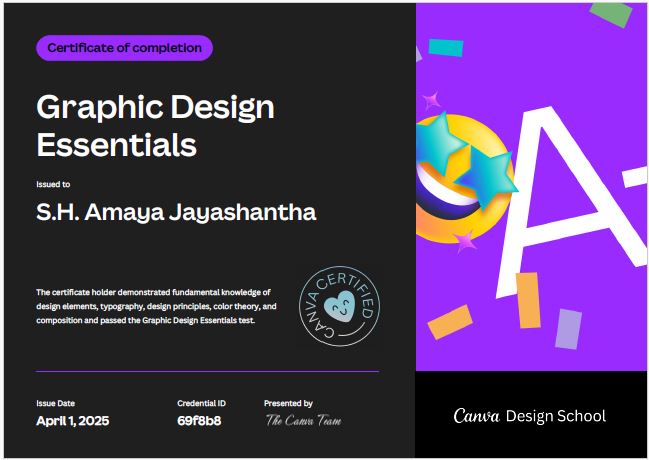 Certificate of completion
Graphic Design
Essentials
Issued to
S.H. Amaya Jayashantha
The certificate holder demonstrated fundamental knowledge of
design elements, typography, design principles, color theory, and
composition and passed the Graphic Design Essentials test.
CANVA CERTIFIED
A+
Issue Date
Credential ID
Presented by
April 1, 2025
69f8b8
The Canva Team
Canva Design School